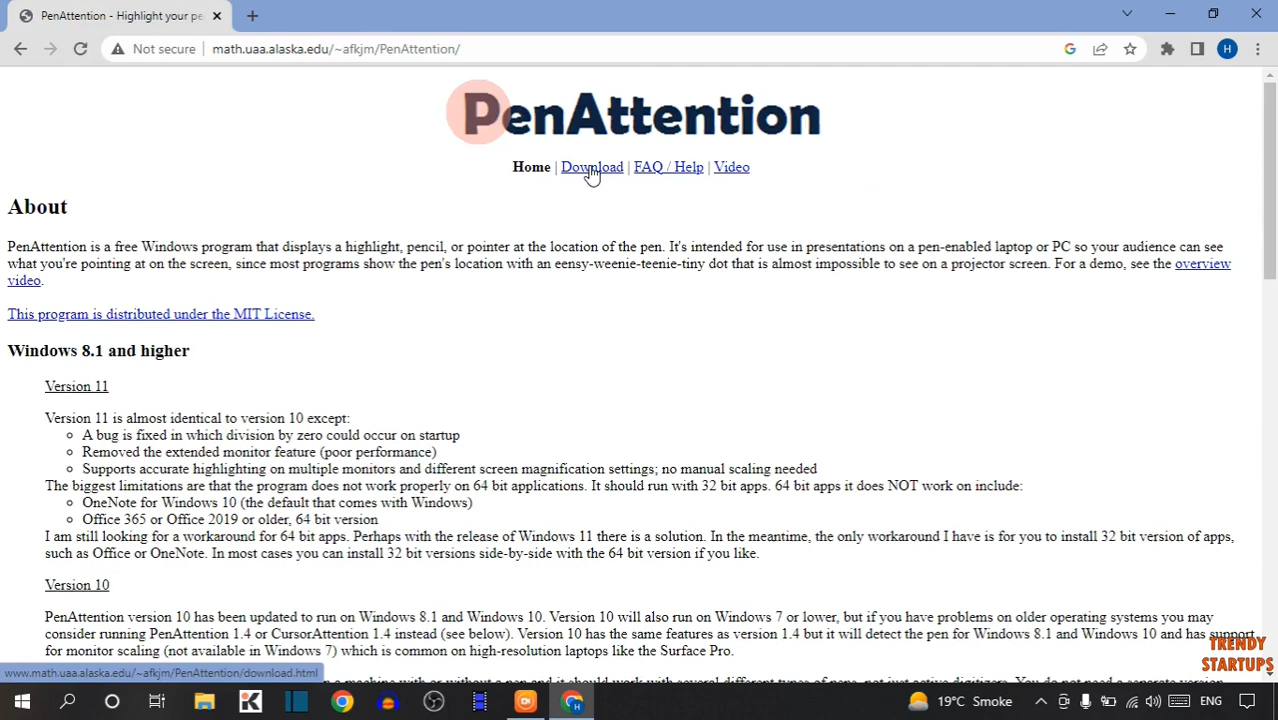 PenAttention - Highlight your pe
Not secure
math.uaa.alaska.edu/~afkjm/PenAttention/
H
PenAttention
Home | Download | FAQ / Help | Video
About
PenAttention is a free Windows program that displays a highlight, pencil, or pointer at the location of the pen. It's intended for use in presentations on a pen-enabled laptop or PC so your audience can see
what you're pointing at on the screen, since most programs show the pen's location with an eensy-weenie-teenie-tiny dot that is almost impossible to see on a projector screen. For a demo, see the overview
video.
This program is distributed under the MIT License.
Windows 8.1 and higher
Version 11
Version 11 is almost identical to version 10 except:
A bug is fixed in which division by zero could occur on startup
Removed the extended monitor feature (poor performance)
Supports accurate highlighting on multiple monitors and different screen magnification settings; no manual scaling needed
The biggest limitations are that the program does not work properly on 64 bit applications. It should run with 32 bit apps. 64 bit apps it does NOT work on include:
OneNote for Windows 10 (the default that comes with Windows)
Office 365 or Office 2019 or older, 64 bit version
I am still looking for a workaround for 64 bit apps. Perhaps with the release of Windows 11 there is a solution. In the meantime, the only workaround I have is for you to install 32 bit version of apps,
such as Office or OneNote. In most cases you can install 32 bit versions side-by-side with the 64 bit version if you like.
Version 10
PenAttention version 10 has been updated to run on Windows 8.1 and Windows 10. Version 10 will also run on Windows 7 or lower, but if you have problems on older operating systems you may
consider running PenAttention 1.4 or CursorAttention 1.4 instead (see below). Version 10 has the same features as version 1.4 but it will detect the pen for Windows 8.1 and Windows 10 and has support
for monitor scaling (not available in Windows 7) which is common on high-resolution laptops like the Surface Pro.
TRENDY
STARTUPS
www.math.uaa.alaska.edu/~afkjm/PenAttention/download.html
K
H
19°C Smoke
ENG